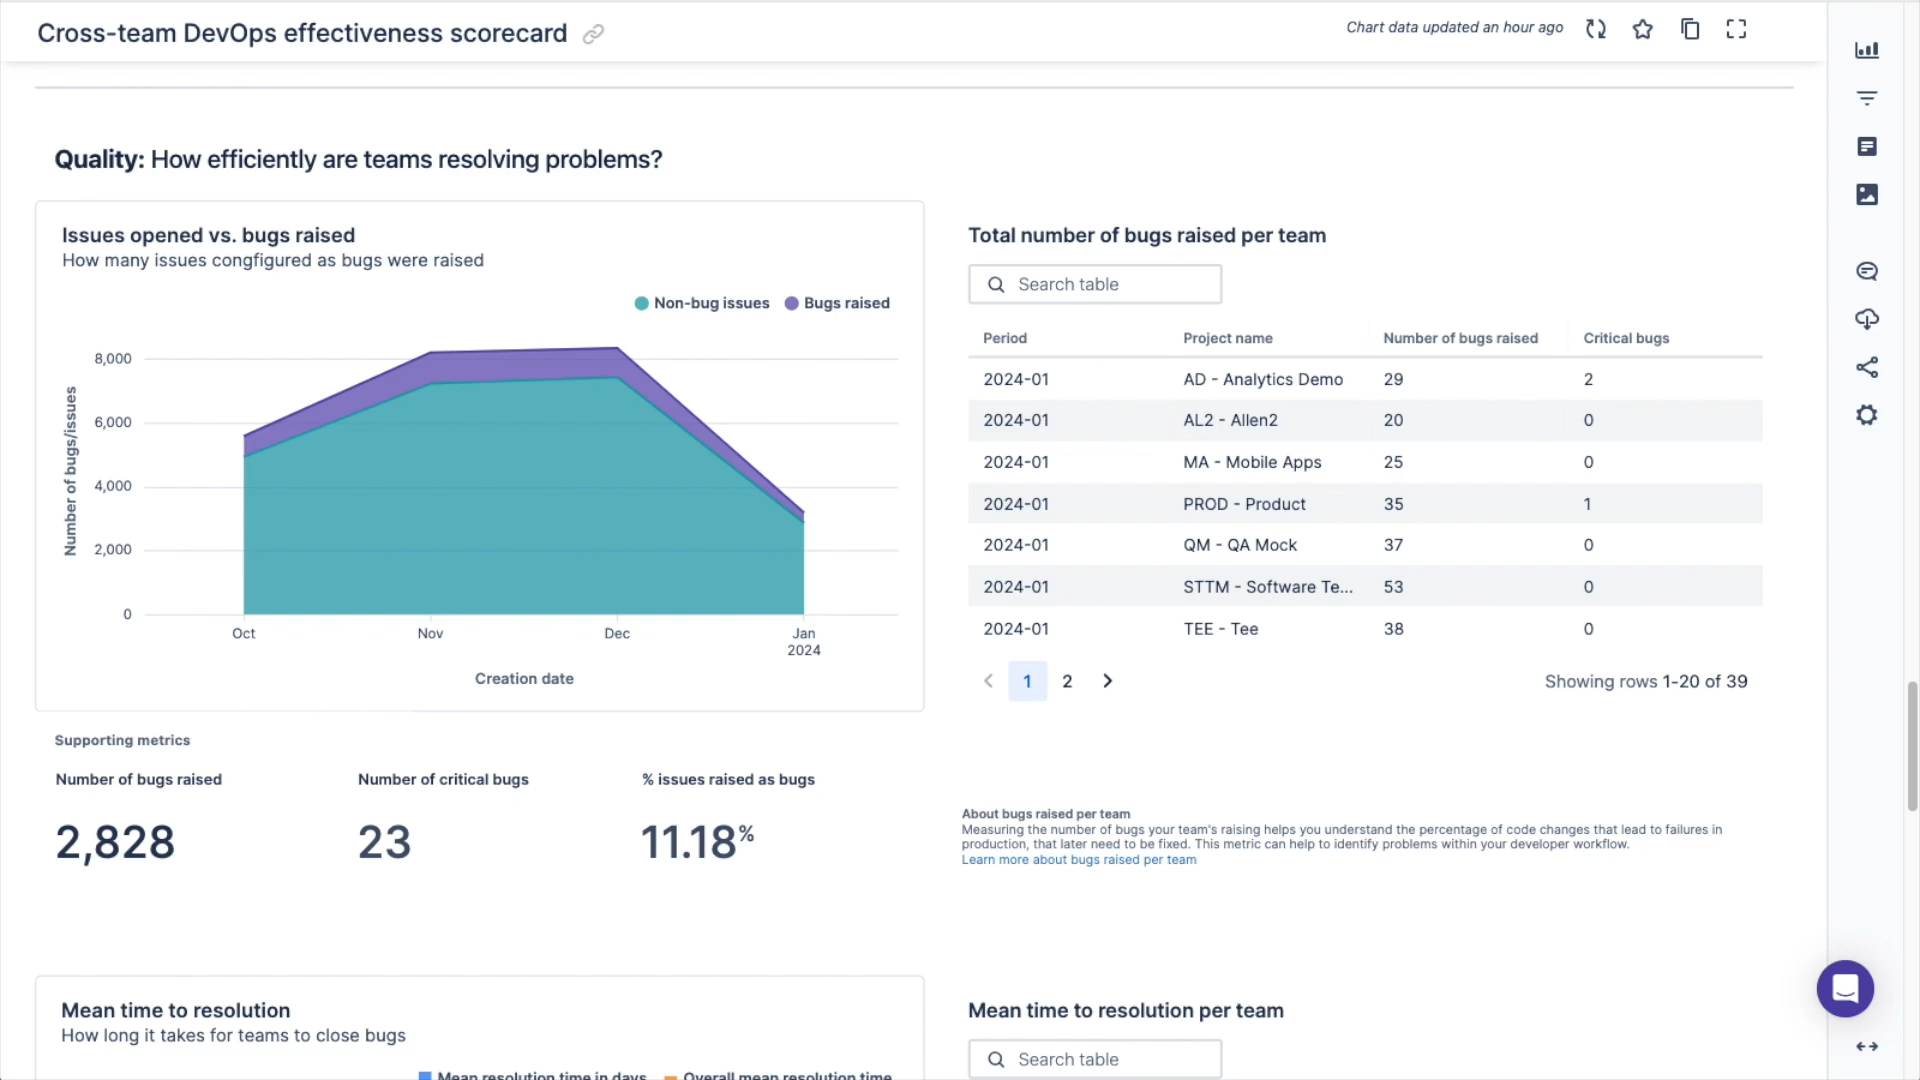 Cross-team DevOps effectiveness scorecard
Chart data updated an hour ago
Quality: How efficiently are teams resolving problems?
Issues opened vs. bugs raised
How many issues congfigured as bugs were raised
Non-bug issues
Bugs raised
Number of bugs/issues
8,000
6,000
4,000
2,000
0
Oct
Nov
Dec
Jan
2024
Creation date
Total number of bugs raised per team
Search table
Period Project name Number of bugs raised Critical bugs
2024-01 AD - Analytics Demo 29 2
2024-01 AL2 - Allen2 20 0
2024-01 MA - Mobile Apps 25 0
2024-01 PROD - Product 35 1
2024-01 QM - QA Mock 37 0
2024-01 STTM - Software Te... 53 0
2024-01 TEE - Tee 38 0
1 2
Showing rows 1-20 of 39
Supporting metrics
Number of bugs raised
2,828
Number of critical bugs
23
% issues raised as bugs
11.18%
About bugs raised per team
Measuring the number of bugs your team's raising helps you understand the percentage of code changes that lead to failures in
production, that later need to be fixed. This metric can help to identify problems within your developer workflow.
Learn more about bugs raised per team
Mean time to resolution
How long it takes for teams to close bugs
Mean resolution time in days
Overall mean resolution time
Mean time to resolution per team
Search table